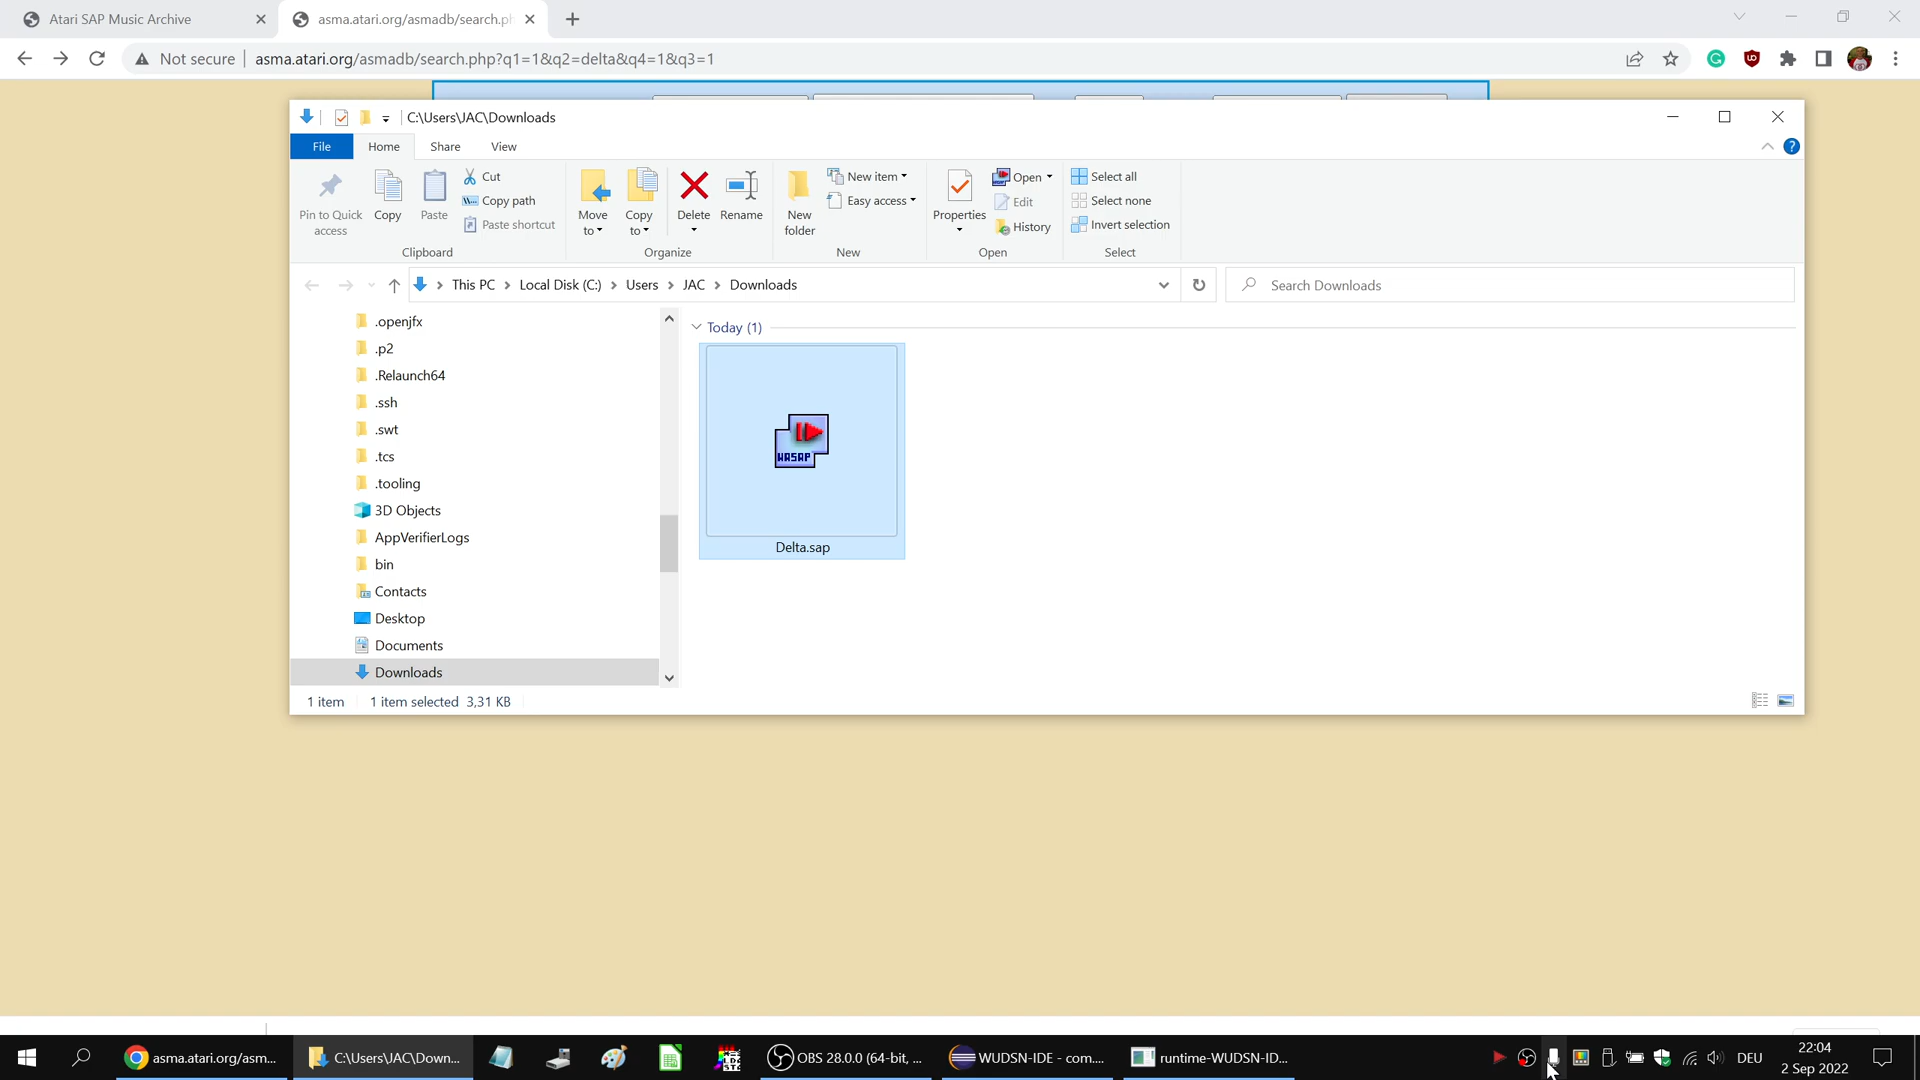 Atari SAP Music Archive
asma.atari.org/asmadb/search.ph
Not secure
asma.atari.org/asmadb/search.php?q1=1&q2=delta&q4=1&q3=1
C:\Users\JAC\Downloads
File
Home
Share
View
Pin to Quick access
Copy
Paste
Cut
Copy path
Paste shortcut
Clipboard
Move to
Copy to
Delete
Rename
Organize
New folder
New item
Easy access
New
Properties
Open
Edit
History
Open
Select all
Select none
Invert selection
Select
This PC
Local Disk (C:)
Users
JAC
Downloads
Search Downloads
.openjfx
.p2
.Relaunch64
.ssh
.swt
.tcs
.tooling
3D Objects
AppVerifierLogs
bin
Contacts
Desktop
Documents
Downloads
Today (1)
WASAP
Delta.sap
1 item
1 item selected 3,31 KB
asma.atari.org/asm...
C:\Users\JAC\Down...
OBS 28.0.0 (64-bit, ...
WUDSN-IDE - com....
runtime-WUDSN-ID...
DEU
22:04
2 Sep 2022